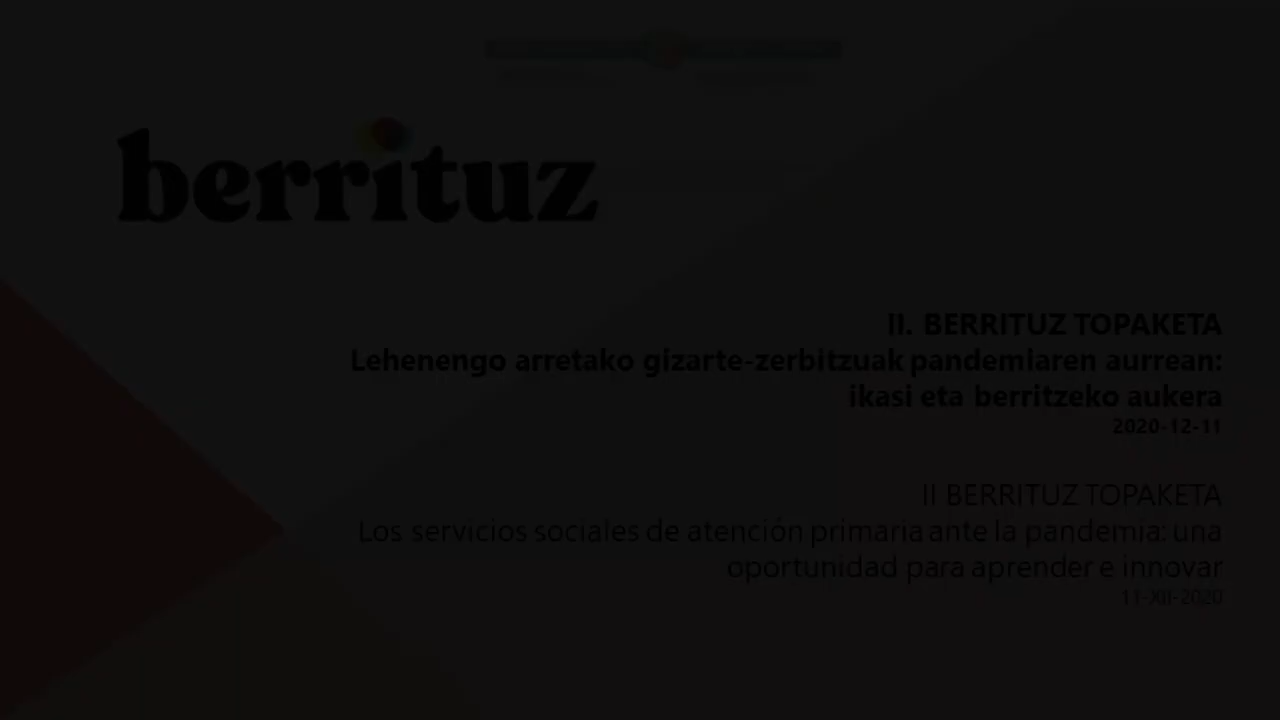 berrituz
II. BERRITUZ TOPAKETA
Lehenengo arretako gizarte-zerbitzuak pandemiaren aurrean:
ikasi eta berritzeko aukera
2020-12-11
II BERRITUZ TOPAKETA
Los servicios sociales de atención primaria ante la pandemia: una
oportunidad para aprender e innovar
11-XII-2020